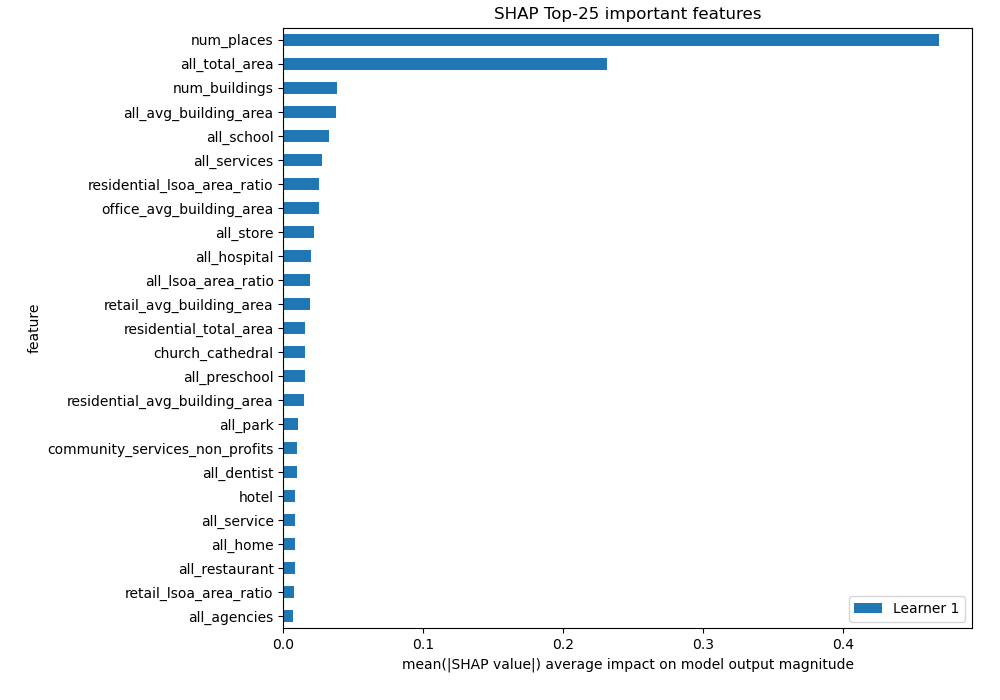 SHAP Top-25 important features
num_places
all_total_area
num_buildings
all_avg_building_area
all_school
all_services
residential_lsoa_area_ratio
office_avg_building_area
all_store
all_hospital
all_lsoa_area_ratio
retail_avg_building_area
residential_total_area
church_cathedral
all_preschool
residential_avg_building_area
all_park
community_services_non_profits
all_dentist
hotel
all_service
all_home
all_restaurant
retail_lsoa_area_ratio
all_agencies
feature
Learner 1
0.0 0.1 0.2 0.3 0.4
mean(|SHAP value|) average impact on model output magnitude